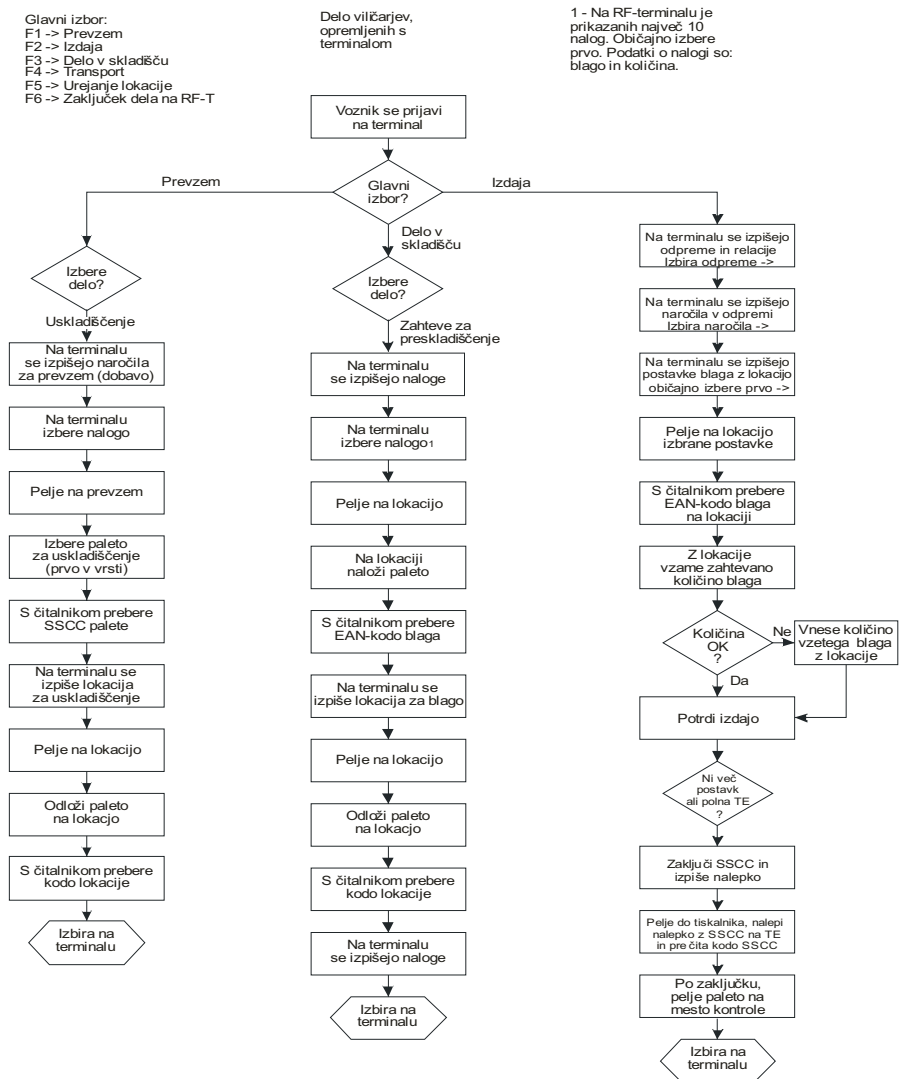 Glavni izbor:
F1 -> Prevzem
F2 -> Izdaja
F3 -> Delo v skladišču
F4 -> Transport
F5 -> Urejanje lokacije
F6 -> Zaključek dela na RF-T
Delo viličarjev,
opremljenih s
terminalom
1 - Na RF-terminalu je
prikazanih največ 10
nalog. Običajno izbere
prvo. Podatki o nalogi so:
blago in količina.
Voznik se prijavi
na terminal
Glavni
izbor?
Prevzem
Izbere
delo?
Uskladiščenje
Na terminalu
se izpišejo naročila
za prevzem (dobavo)
Na terminalu
izbere nalogo
Pelje na prevzem
Izbere paleto
za uskladiščenje
(prvo v vrsti)
S čitalnikom prebere
SSCC palete
Na terminalu se
izpiše lokacija
za uskladiščenje
Pelje na lokacijo
Odloži paleto
na lokacjo
S čitalnikom prebere
kodo lokacije
Izbira na
terminalu
Delo v
skladišču
Izbere
delo?
Zahteve za
preskladiščenje
Na terminalu
se izpišejo naloge
Na terminalu
izbere nalogo1
Pelje na lokacijo
Na lokaciji
naloži paleto
S čitalnikom prebere
EAN-kodo blaga
Na terminalu se
izpiše lokacija za blago
Pelje na lokacijo
Odloži paleto
na lokacjo
S čitalnikom prebere
kodo lokacije
Na terminalu
se izpišejo naloge
Izbira na
terminalu
Izdaja
Na terminalu se izpišejo
odpreme in relacije
Izbira odpreme ->
Na terminalu se izpišejo
naročila v odpremi
Izbira naročila ->
Na terminalu se izpišejo
postavke blaga z lokacijo
običajno izbere prvo ->
Pelje na lokacijo
izbrane postavke
S čitalnikom prebere
EAN-kodo blaga
na lokaciji
Z lokacije
vzame zahtevano
količino blaga
Količina
OK
?
Ne
Vnese količino
vzetega blaga
z lokacije
Da
Potrdi izdajo
Ni več
postavk
ali polna TE
?
Zaključi SSCC in
izpiše nalepko
Pelje do tiskalnika, nalepi
nalepko z SSCC na TE
in prečita kodo SSCC
Po zaključku,
pelje paleto na
mesto kontrole
Izbira na
terminalu